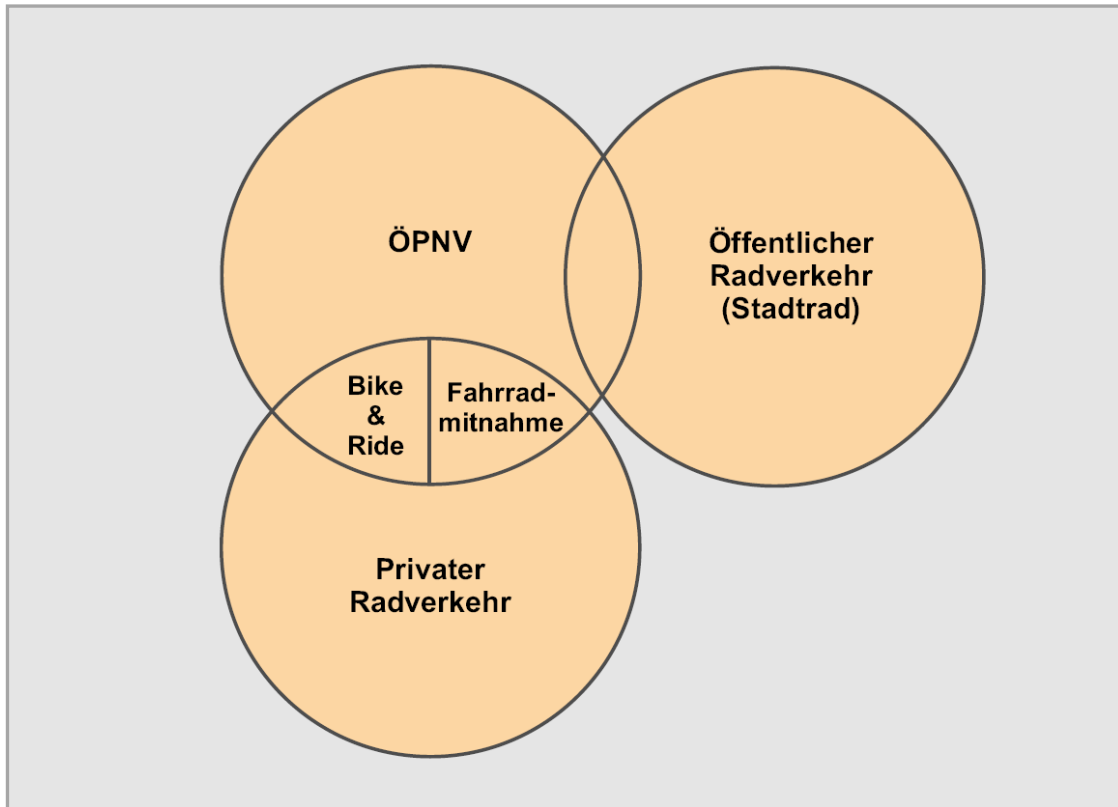 ÖPNV
Öffentlicher
Radverkehr
(Stadtrad)
Bike
&
Ride
Fahrrad-
mitnahme
Privater
Radverkehr